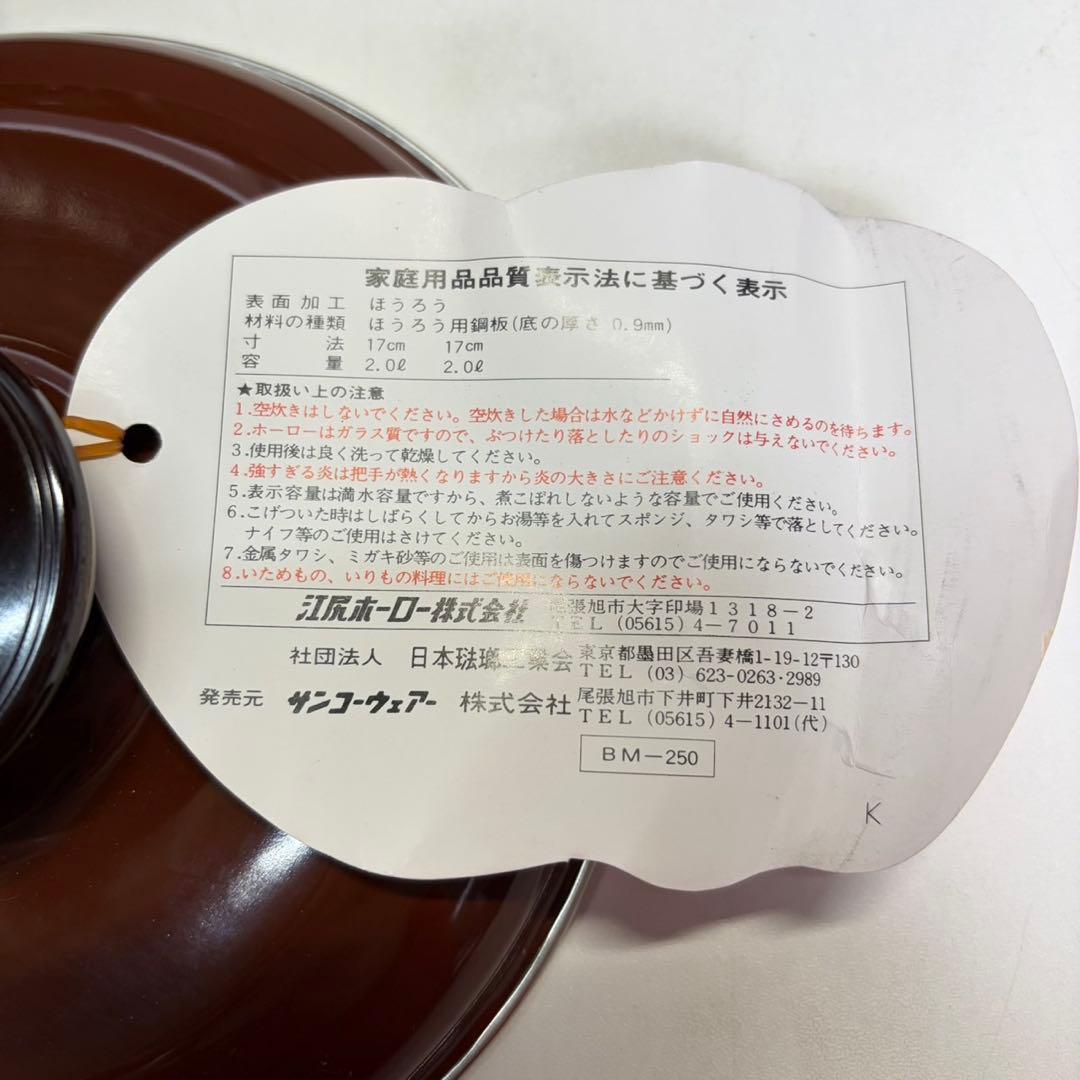 家庭用品品質表示法に基づく表示
表面加工 ほうろう
材料の種類 ほうろう用鋼板(底の厚さ 0.9mm)
寸法 17cm 17cm
容量 2.0ℓ 2.0ℓ
★取扱い上の注意
1.空炊きはしないでください。空炊きした場合は水などかけずに自然にさめるのを待ちます。
2.ホーローはガラス質ですので、ぶつけたり落としたりのショックは与えないでください。
3.使用後は良く洗って乾燥してください。
4.強すぎる炎は把手が熱くなりますから炎の大きさにご注意ください。
5.表示容量は満水容量ですから、煮こぼれしないような容量でご使用ください。
6.こげついた時はしばらくしてからお湯等を入れてスポンジ、タワシ等で落としてください。
ナイフ等のご使用はさけてください。
7.金属タワシ、ミガキ砂等のご使用は表面を傷つけますのでご使用にならないでください。
8.いためもの、いりもの料理にはご使用にならないでください。
江尻ホーロー株式会社 尾張旭市大字印場1318-2
TEL (05615) 4-7011
社団法人 日本琺瑯工業会 東京都墨田区吾妻橋1-19-12〒130
TEL (03) 623-0263・2989
発売元 サンコーウェアー 株式会社 尾張旭市下井町下井2132-11
TEL (05615) 4-1101(代)
BM-250
K